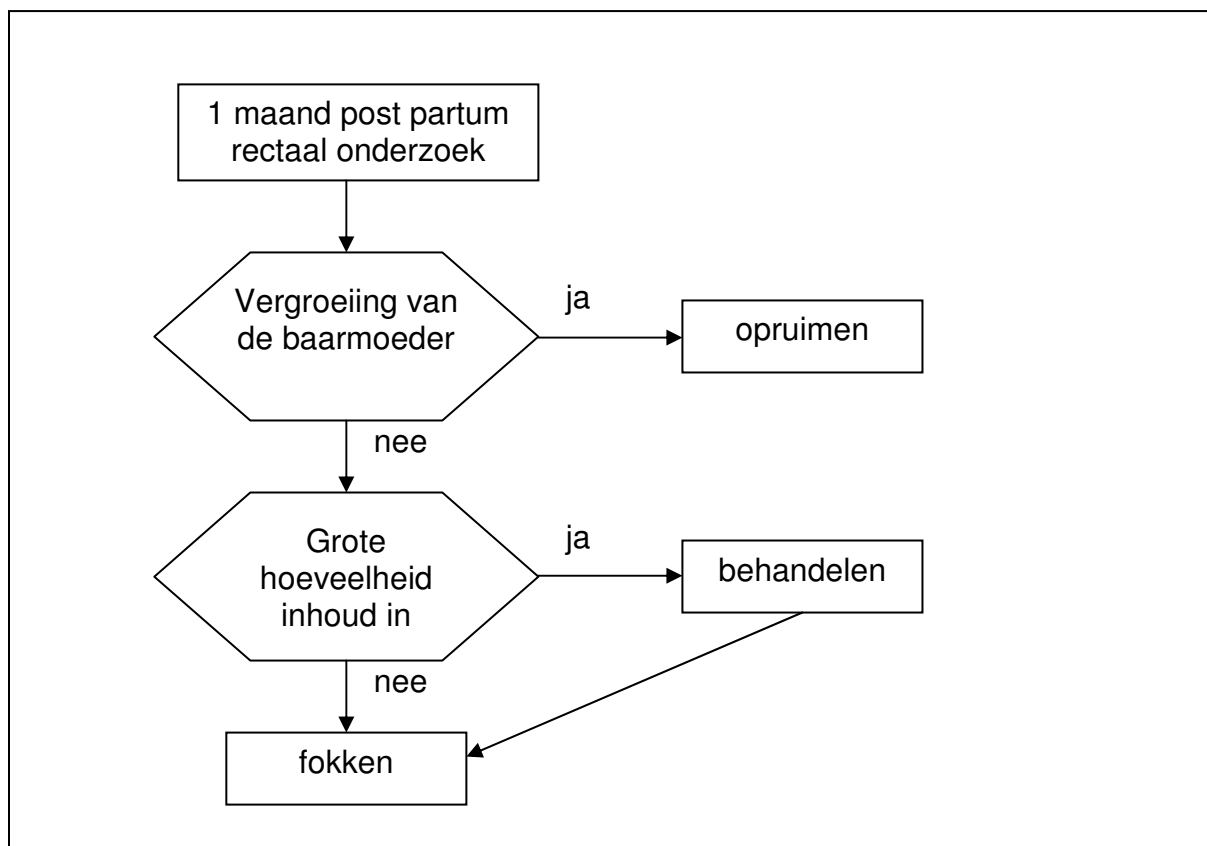 1 maand post partum
rectaal onderzoek
Vergroeiing van
de baarmoeder
ja
opruimen
nee
Grote
hoeveelheid
inhoud in
ja
behandelen
nee
fokken